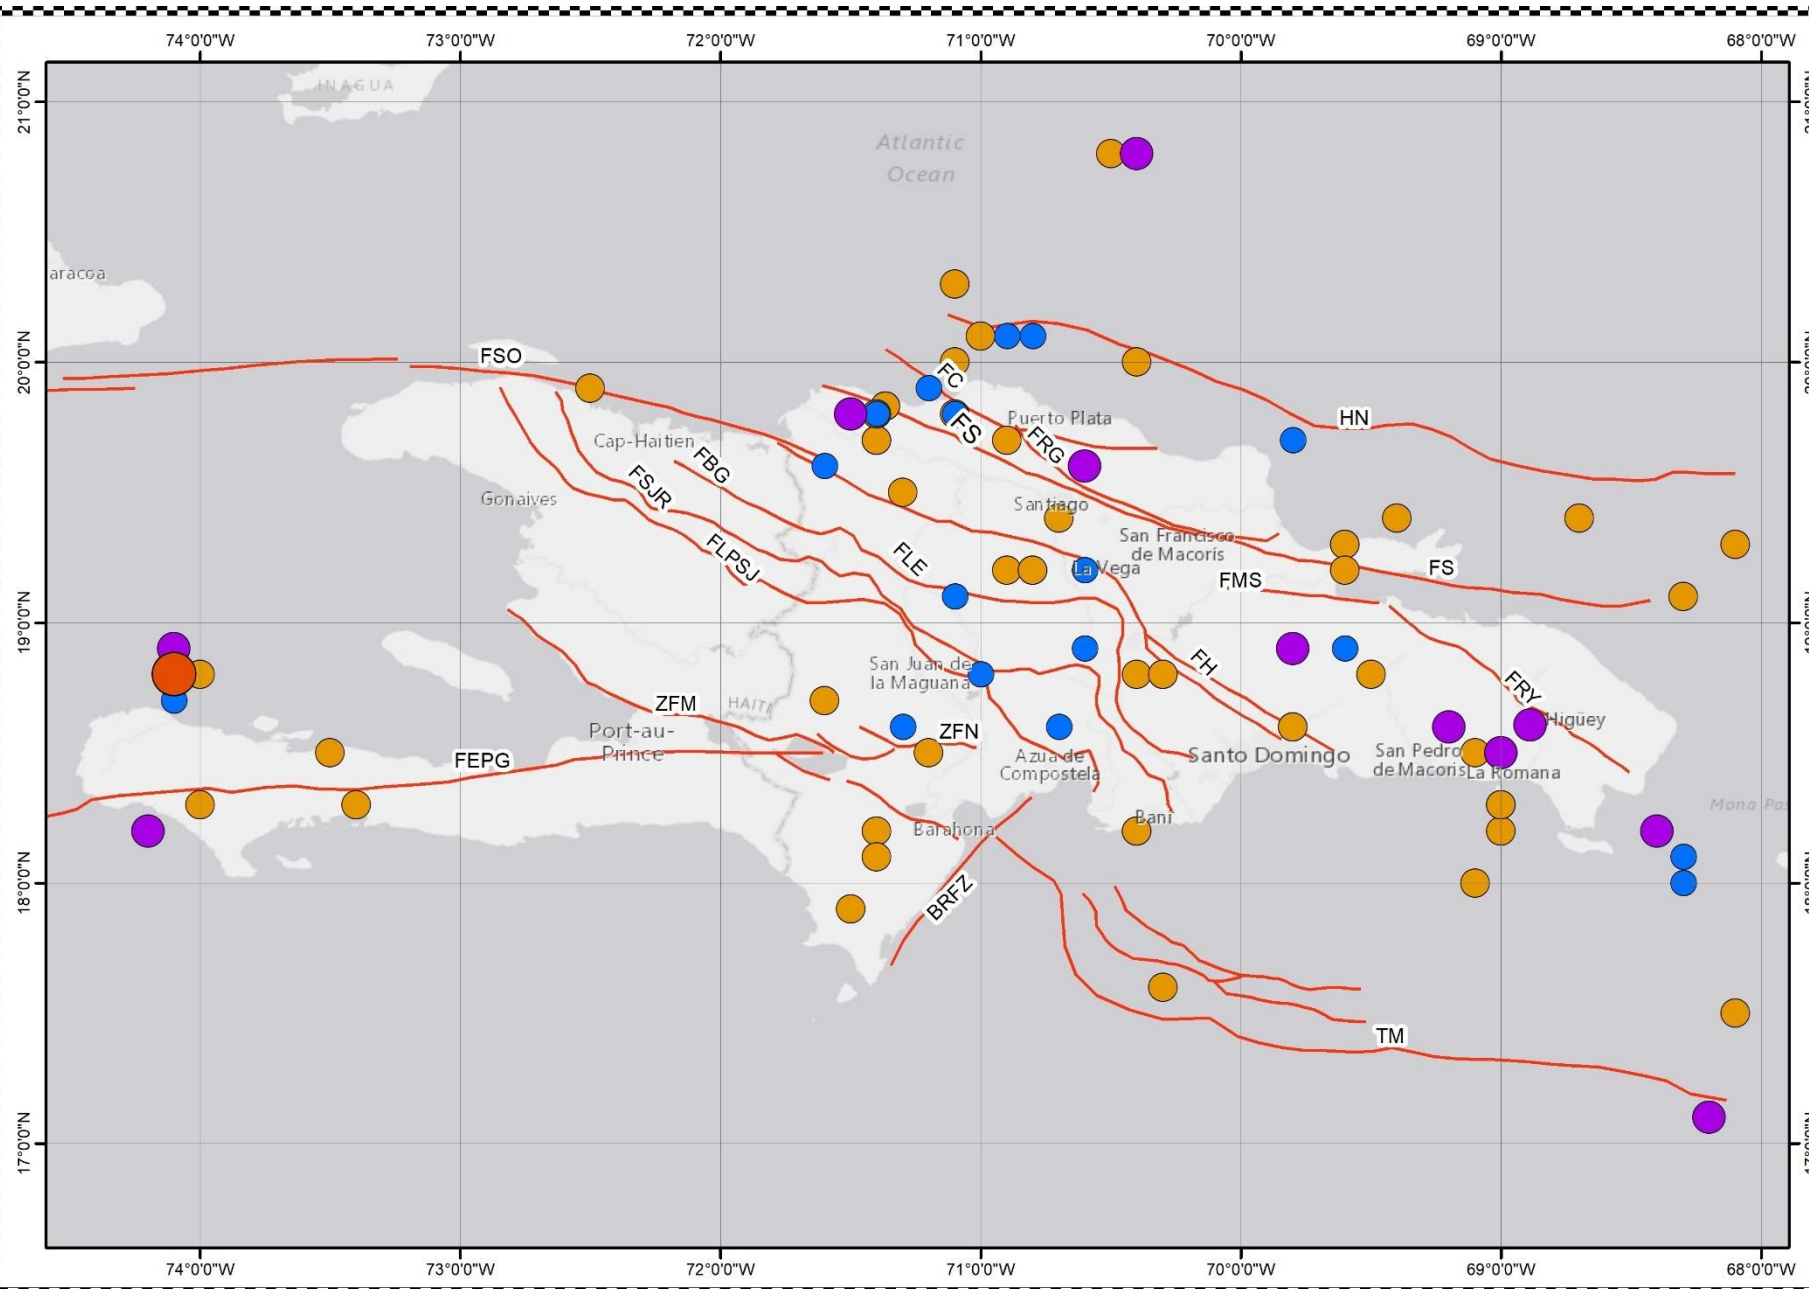 74°0'0"W 73°0'0"W 72°0'0"W 71°0'0"W 70°0'0"W 69°0'0"W 68°0'0"W
21°0'0"N
INAGUA
Atlantic
Ocean
aracoa
20°0'0"N
FSO
FC
HN
Puerto Plata
FS
FRG
Cap-Haïtien
FBG
FSJR
Gonaïves
Santiago
San Francisco
de Macorís
FLPSJ
FLE
La Vega
FMS
FS
19°0'0"N
San Juan de
la Maguana
FH
FRY
ZFM
HAITI
Higüey
Port-au-
Prince
ZFN
FEPG
Azua de
Compostela
Santo Domingo
San Pedro
de Macorís
La Romana
Mona Pas
Barahona
Baní
18°0'0"N
BRFZ
TM
17°0'0"N
74°0'0"W 73°0'0"W 72°0'0"W 71°0'0"W 70°0'0"W 69°0'0"W 68°0'0"W